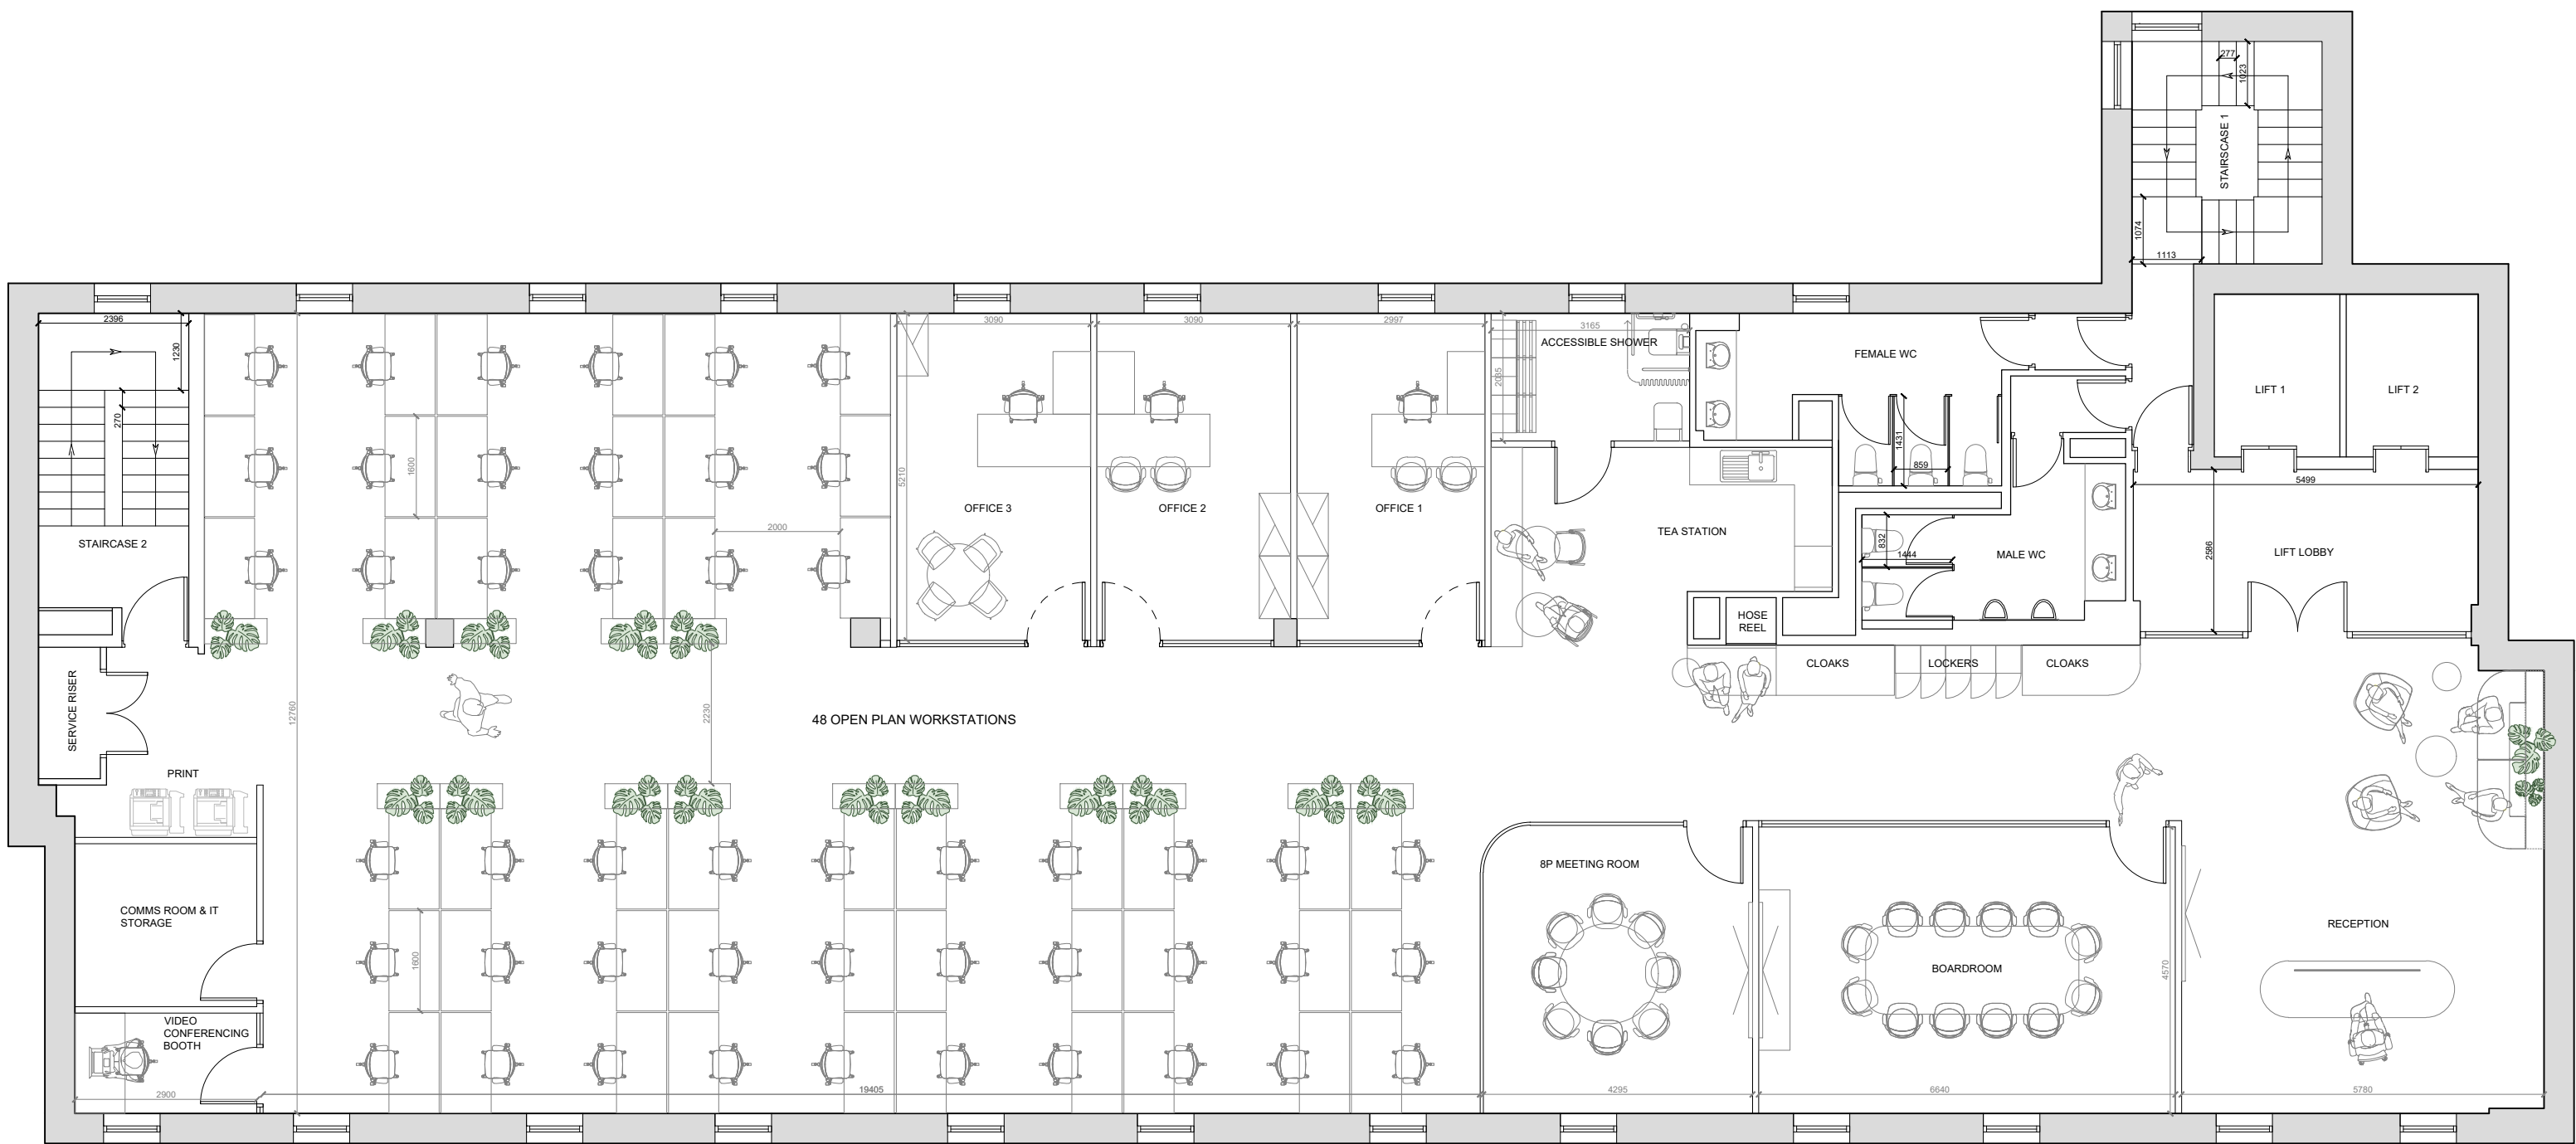 277
1023
STAIRSCASE 1
1074
1113
2396
1230
270
STAIRCASE 2
3090
3090
2997
3165
ACCESSIBLE SHOWER
2035
FEMALE WC
LIFT 1
LIFT 2
1431
859
1600
5210
2000
OFFICE 3
OFFICE 2
OFFICE 1
TEA STATION
832
1444
MALE WC
5499
2586
LIFT LOBBY
HOSE
REEL
CLOAKS
LOCKERS
CLOAKS
SERVICE RISER
12760
2230
48 OPEN PLAN WORKSTATIONS
PRINT
COMMS ROOM & IT
STORAGE
1600
8P MEETING ROOM
BOARDROOM
4570
RECEPTION
VIDEO
CONFERENCING
BOOTH
2900
19405
4295
6640
5780